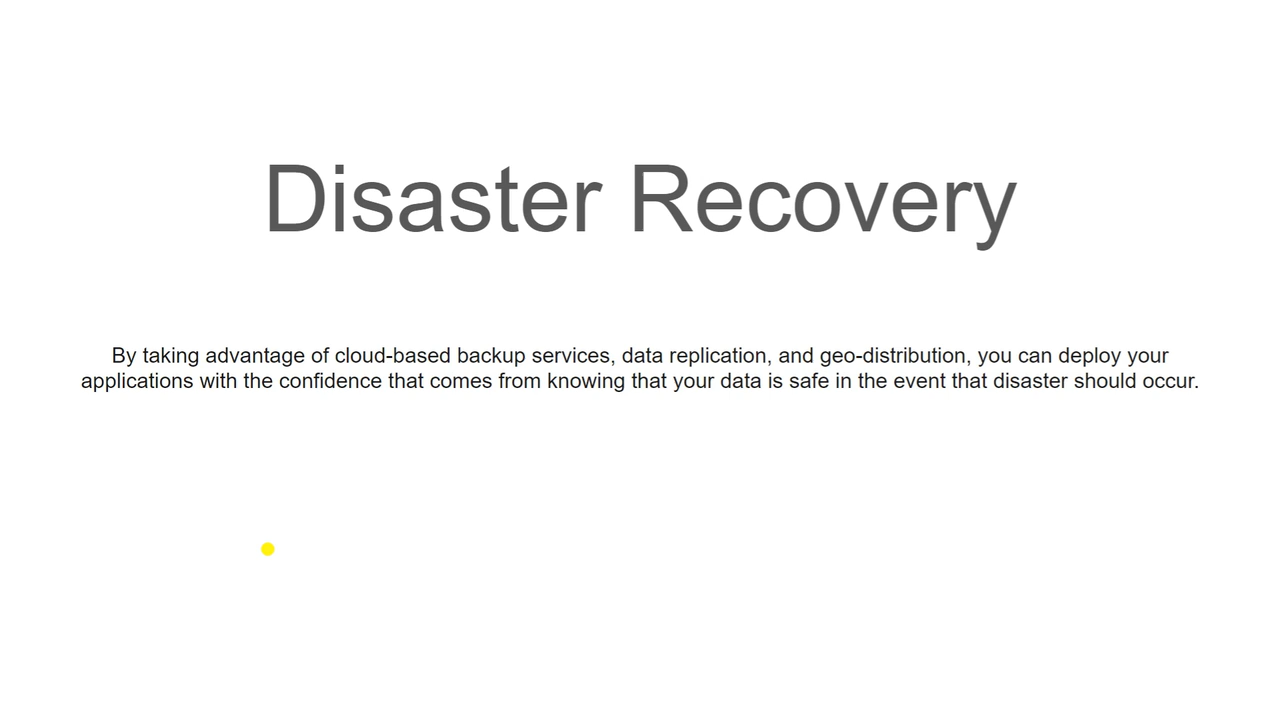 Disaster Recovery
By taking advantage of cloud-based backup services, data replication, and geo-distribution, you can deploy your
applications with the confidence that comes from knowing that your data is safe in the event that disaster should occur.